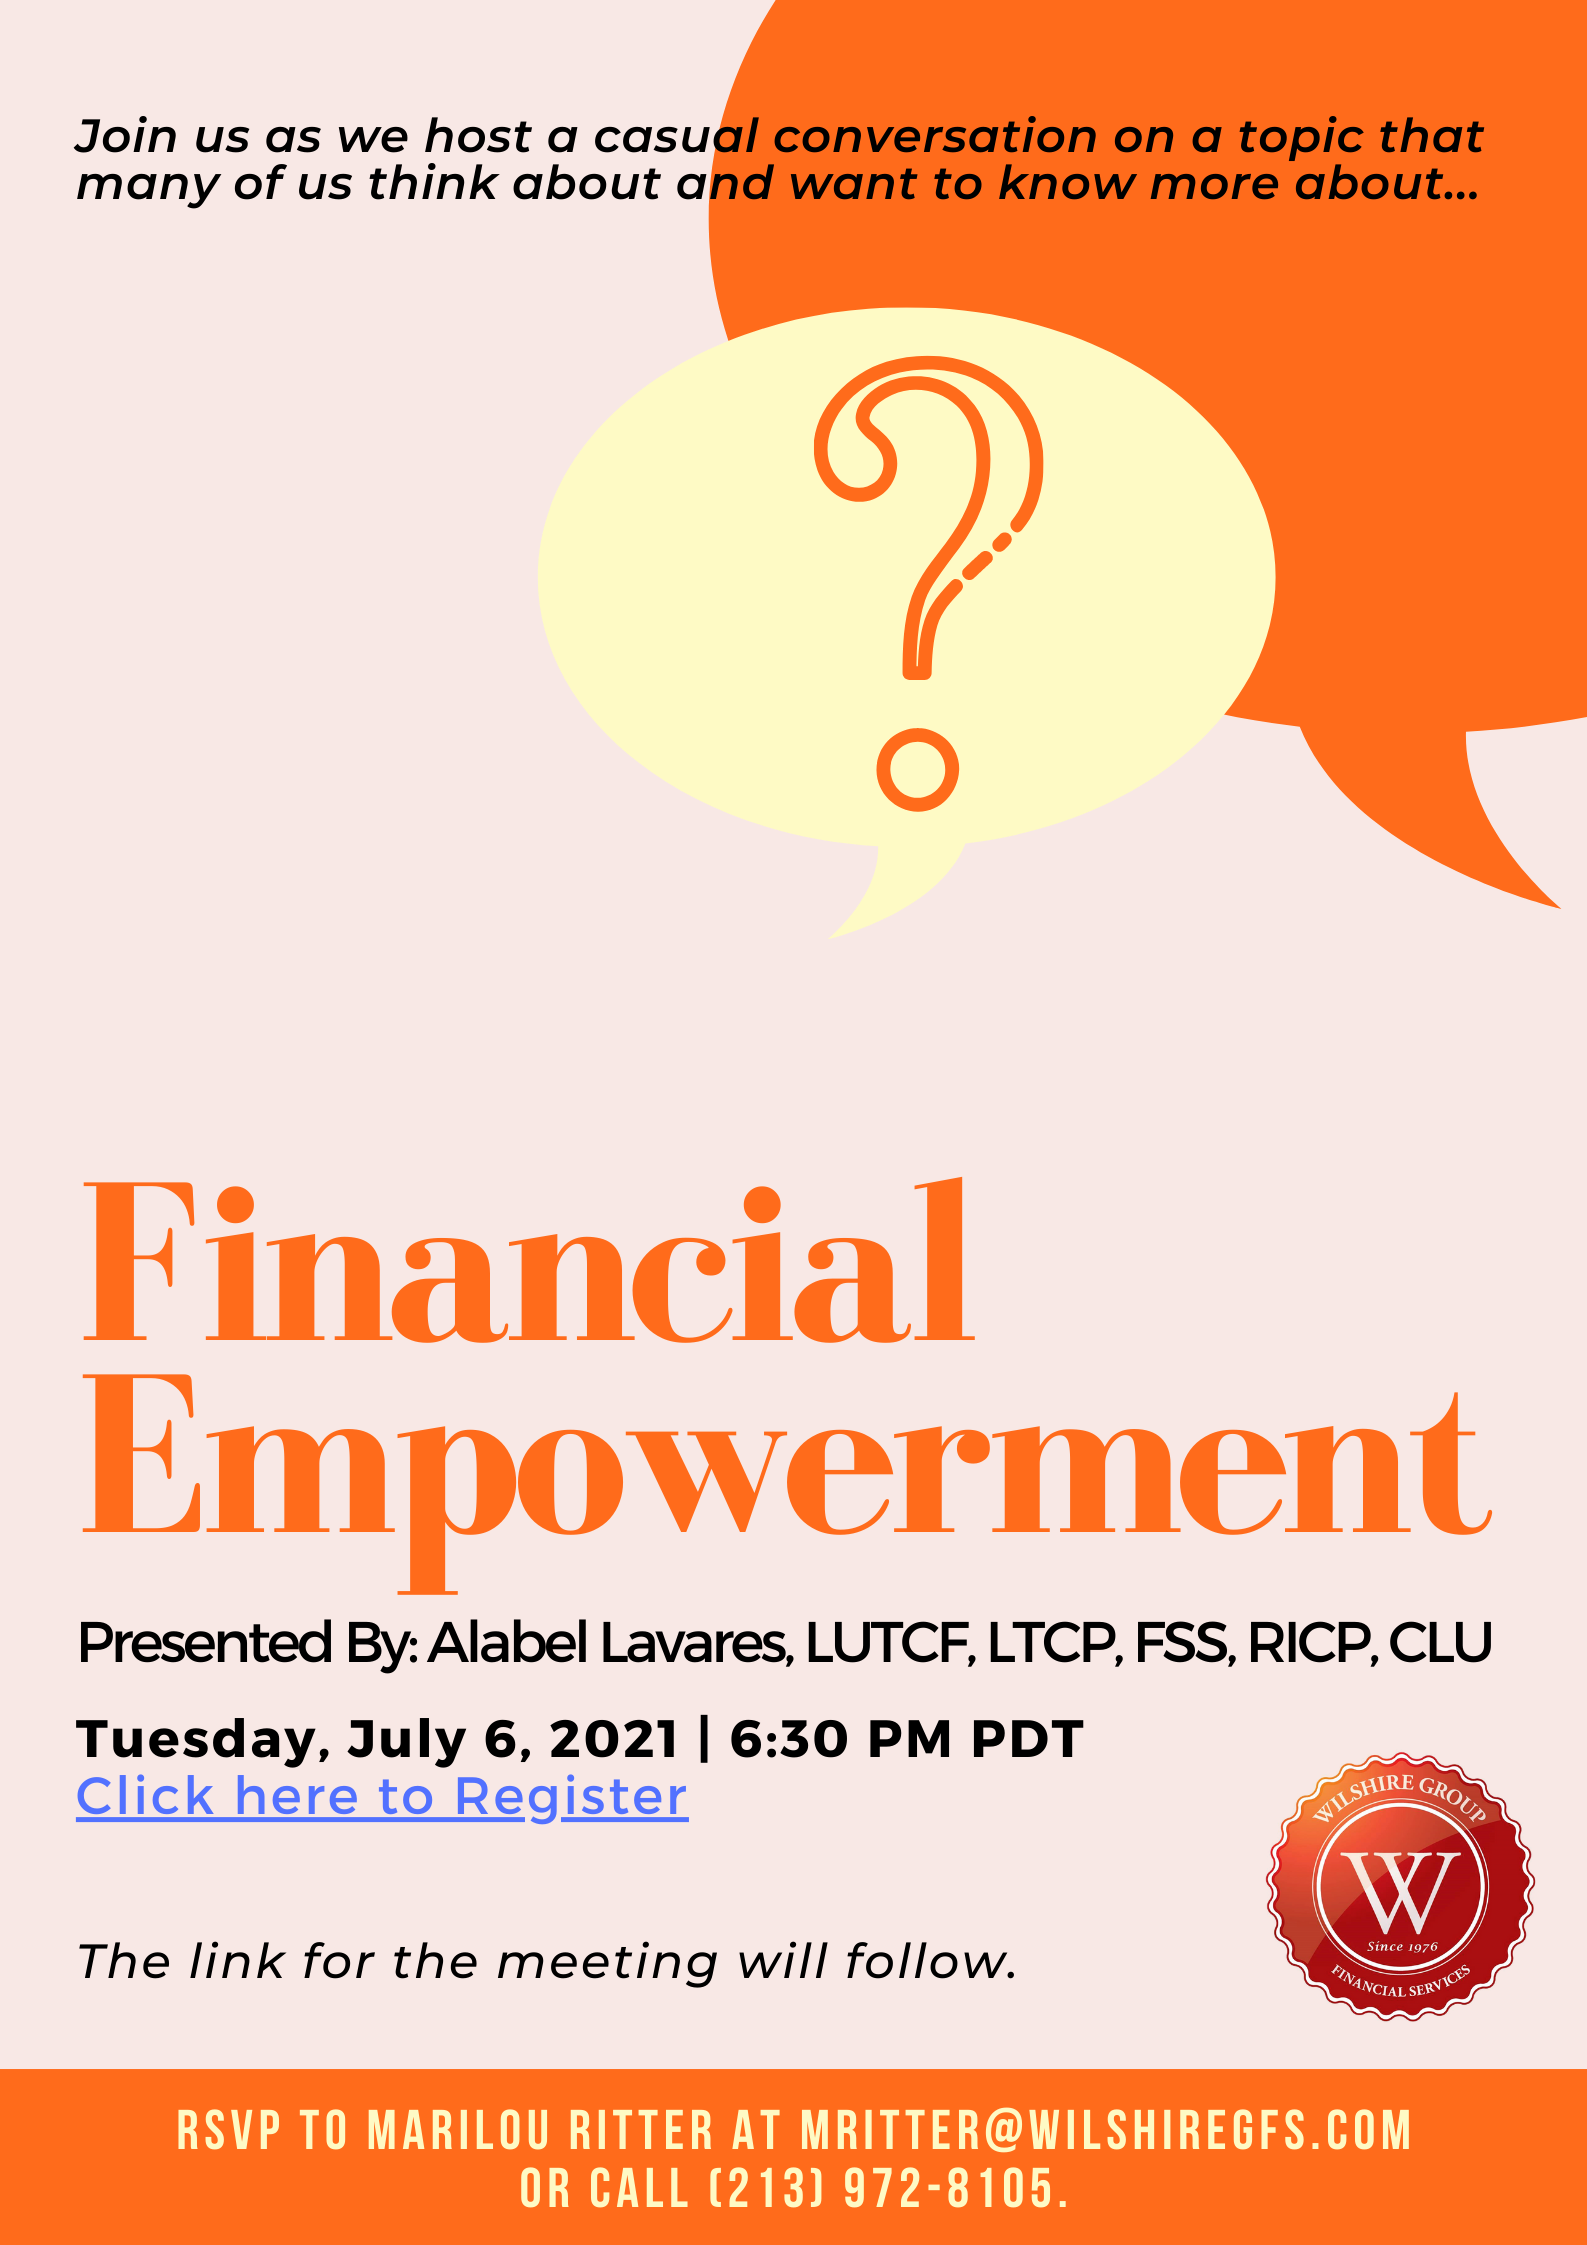 Join us as we host a casual conversation on a topic that
many of us think about and want to know more about...
?
Financial
Empowerment
Presented By: Alabel Lavares, LUTCF, LTCP, FSS, RICP, CLU
Tuesday, July 6, 2021 | 6:30 PM PDT
Click here to Register
WILSHIRE GROUP
W
Since 1976
FINANCIAL SERVICES
The link for the meeting will follow.
RSVP TO MARILOU RITTER AT MRITTER@WILSHIREGFS.COM
OR CALL (213) 972-8105.